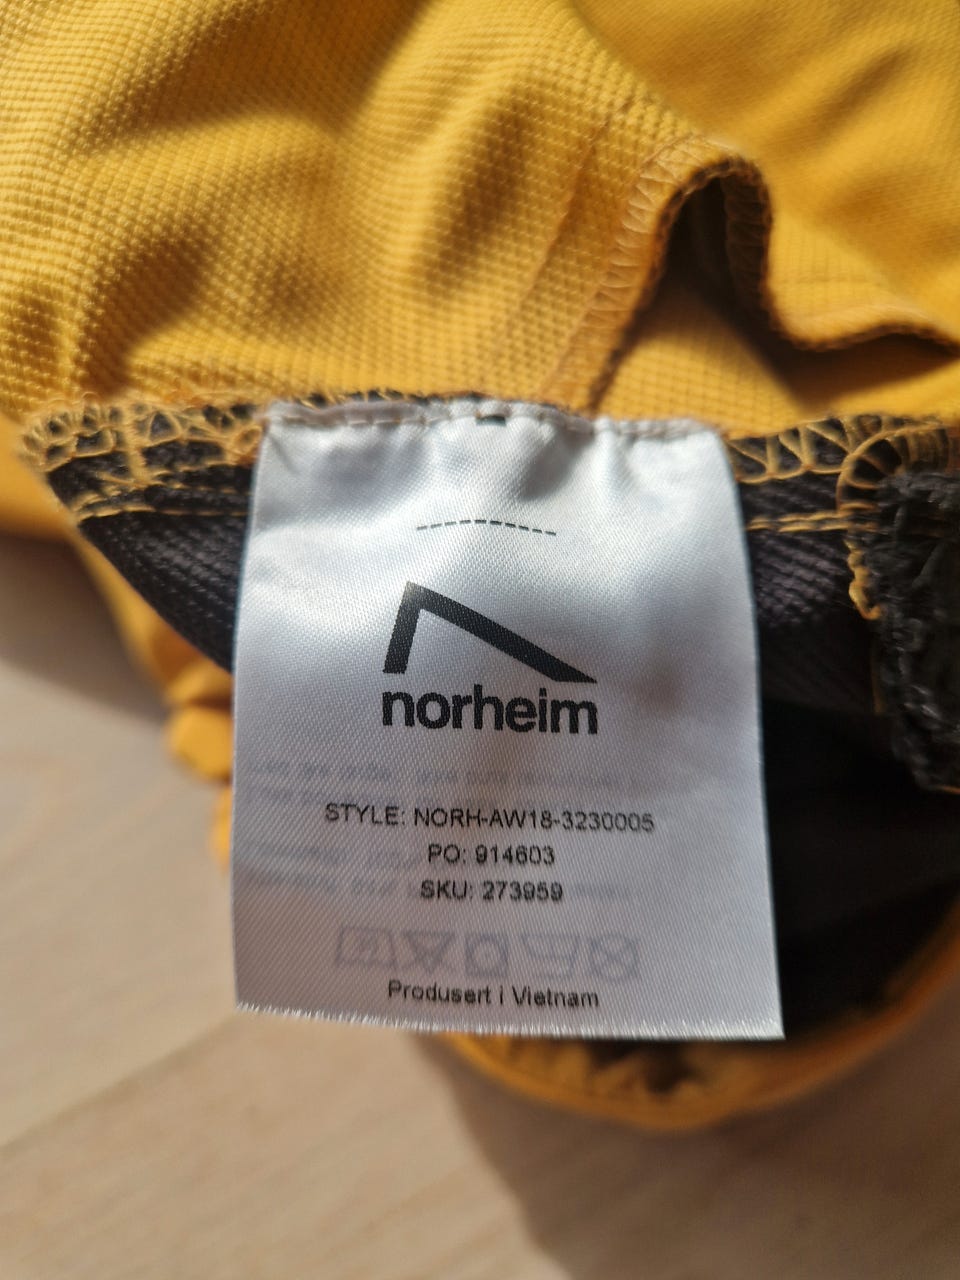 norheim
STYLE: NORH-AW18-3230005
PO: 914603
SKU: 273959
Produsert i Vietnam